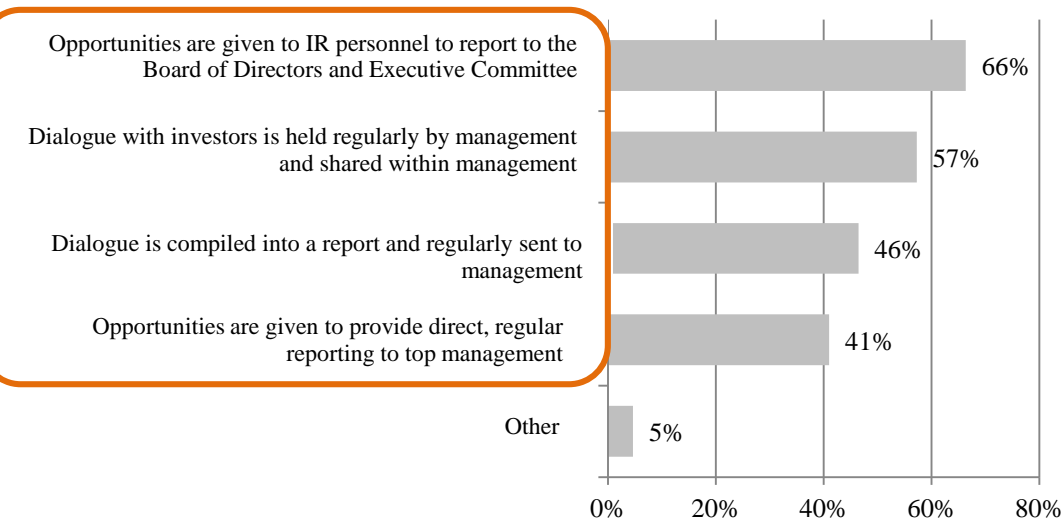 Opportunities are given to IR personnel to report to the
Board of Directors and Executive Committee
66%
Dialogue with investors is held regularly by management
and shared within management
57%
Dialogue is compiled into a report and regularly sent to
management
46%
Opportunities are given to provide direct, regular
reporting to top management
41%
Other
5%
0% 20% 40% 60% 80%